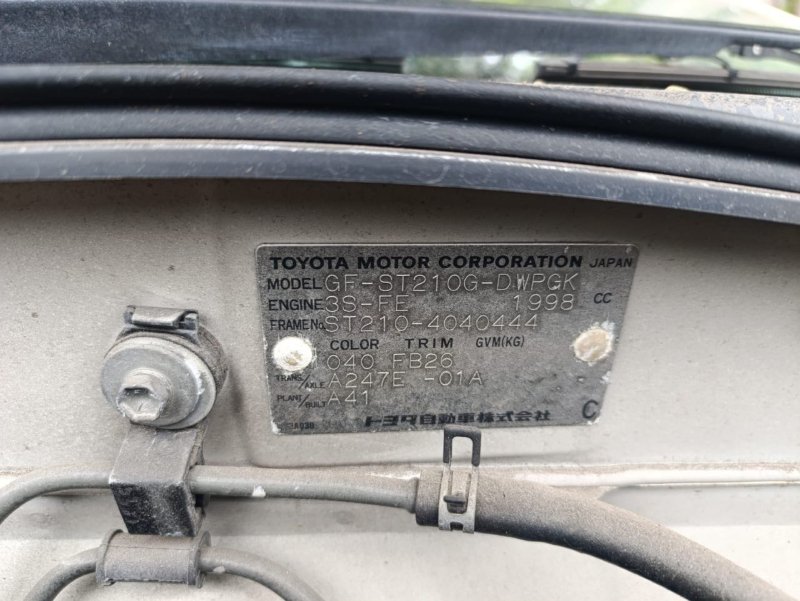 TOYOTA MOTOR CORPORATION JAPAN
MODEL GF-ST210G-DWPGK
ENGINE 3S-FE 1998 CC
FRAME No. ST210-4040444
COLOR TRIM GVM(KG)
040 FB26
TRANS./AXLE A247E -01A
PLANT/BUILT A41
トヨタ自動車株式会社 C